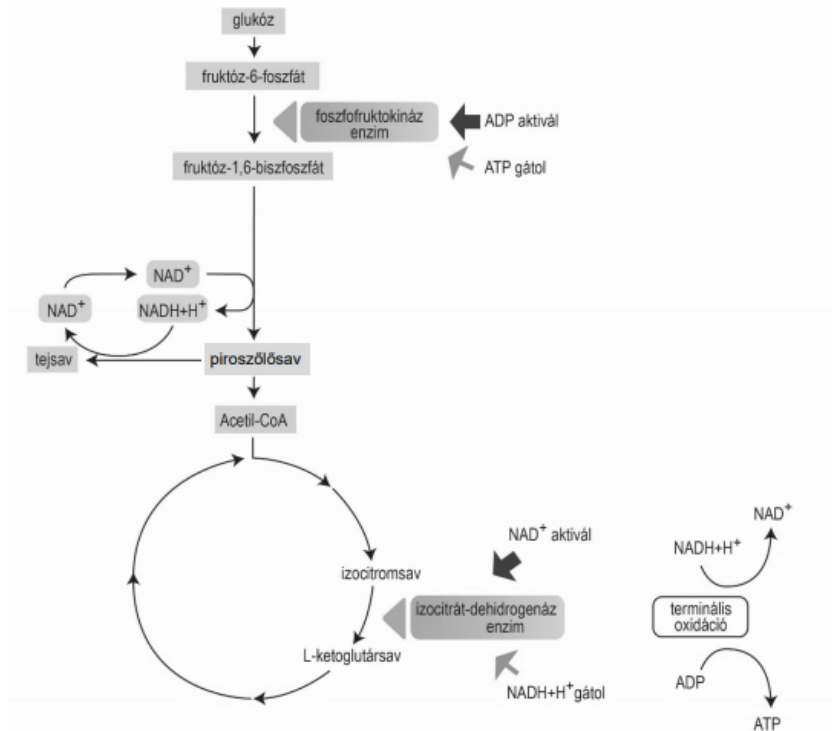 glukóz
fruktóz-6-foszfát
foszfofruktokináz
enzim
ADP aktivál
ATP gátol
fruktóz-1,6-biszfoszfát
NAD+
NAD+
NADH+H+
tejsav
piroszőlősav
Acetil-CoA
NAD+ aktivál
NAD+
NADH+H+
izocitromsav
izocitrát-dehidrogenáz
enzim
terminális
oxidáció
L-ketoglutársav
NADH+H+gátol
ADP
ATP